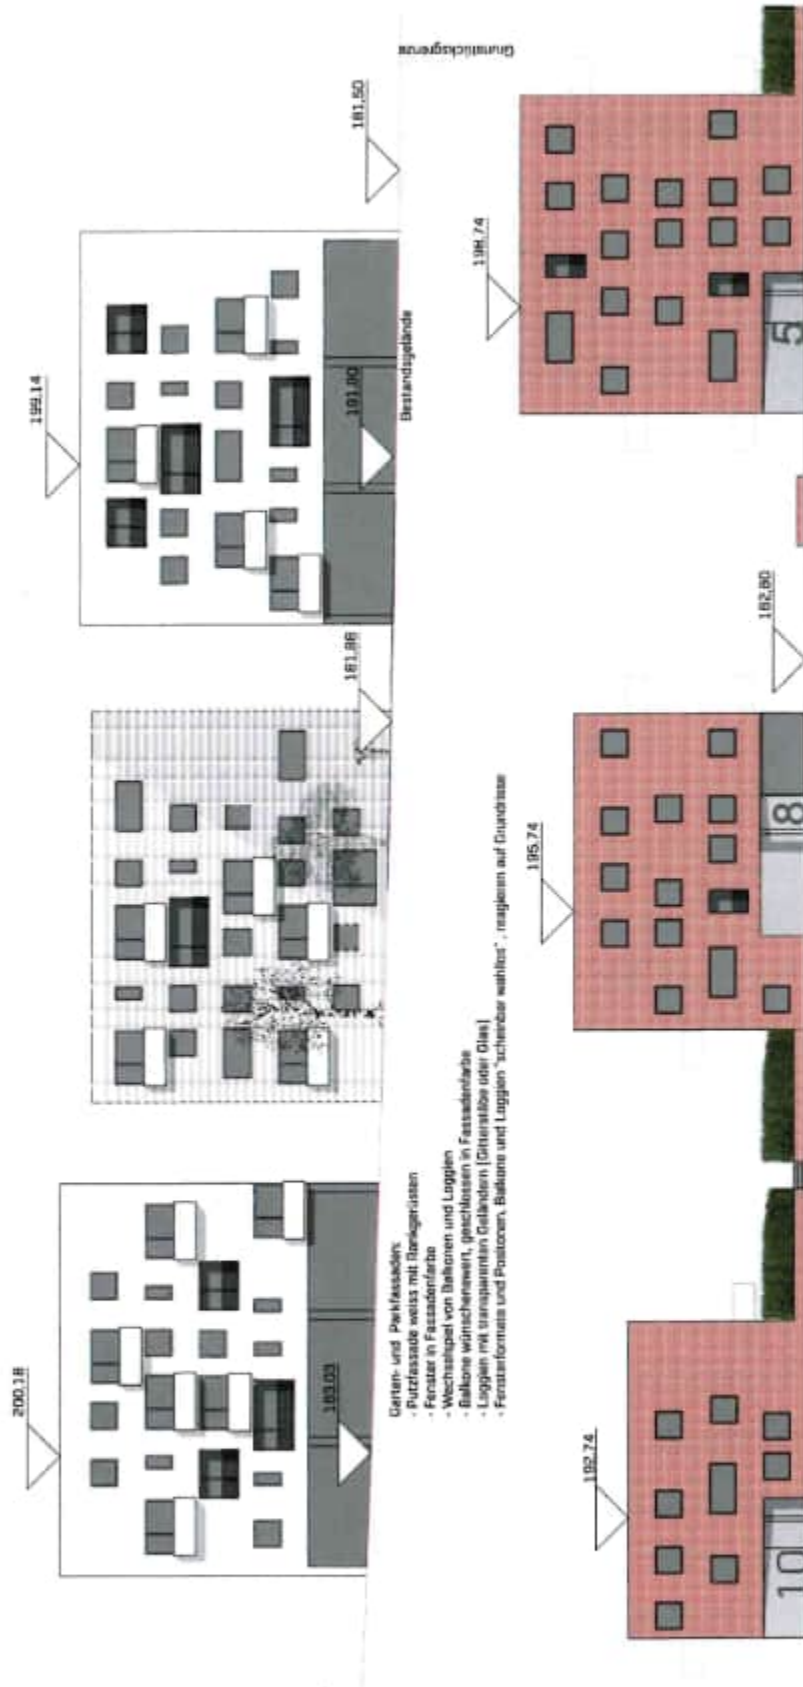 200,18
199,14
181,50
161,86
181,90
183,03
Grunstücksgrenze
Bestandsgelände
Garten- und Parkfassaden:
- Putzfassade weiss mit Rankgerüsten
- Fenster in Fassadenfarbe
- Wechselspiel von Balkonen und Loggien
- Balkone wünschenswert, geschlossen in Fassadenfarbe
- Loggien mit transparenten Geländern (Gitterstäbe oder Glas)
- Fensterformate und Positionen, Balkone und Loggien "scheinbar wahllos", reagieren auf Grundrisse
192,74
195,74
182,80
198,74
10
8
5